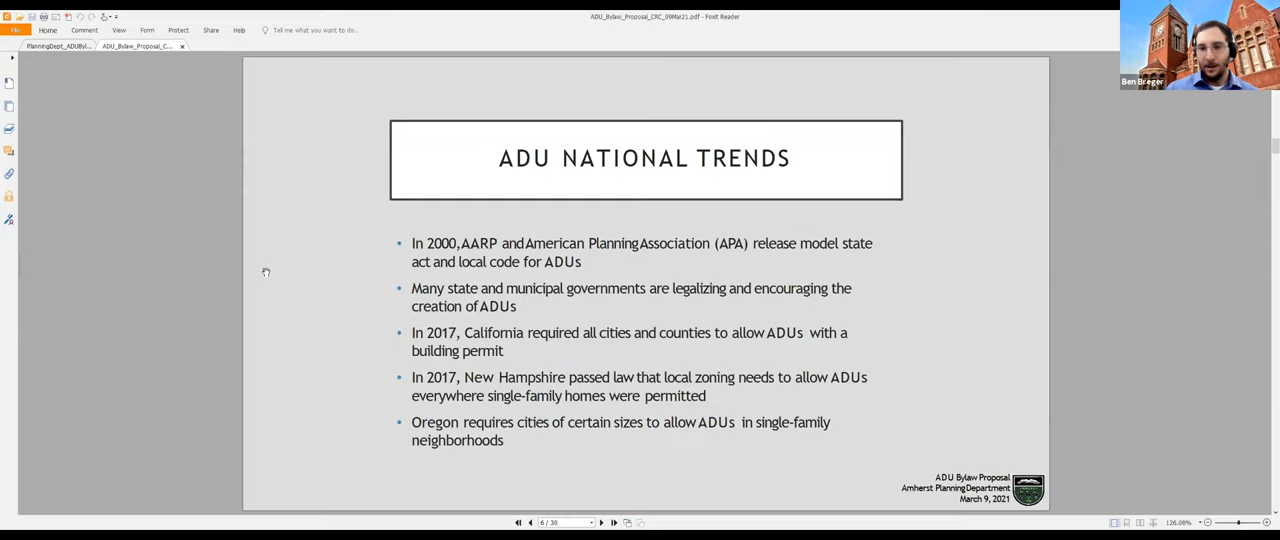 ADU_Bylaw_Proposal_CRC_09Mar21.pdf - Foxit Reader
File Home Comment View Form Protect Share Help Tell me what you want to do..
PlanningDept_ADUByl... ADU_Bylaw_Proposal_C...
Ben Breger
ADU NATIONAL TRENDS
• In 2000, AARP and American Planning Association (APA) release model state
act and local code for ADUs
• Many state and municipal governments are legalizing and encouraging the
creation of ADUs
• In 2017, California required all cities and counties to allow ADUs with a
building permit
• In 2017, New Hampshire passed law that local zoning needs to allow ADUs
everywhere single-family homes were permitted
• Oregon requires cities of certain sizes to allow ADUs in single-family
neighborhoods
ADU Bylaw Proposal
Amherst Planning Department
March 9, 2021
6 / 30
126.08%